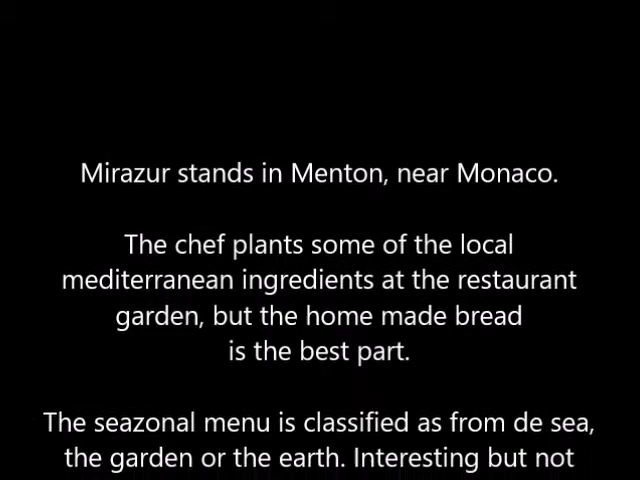 Mirazur stands in Menton, near Monaco.
The chef plants some of the local
mediterranean ingredients at the restaurant
garden, but the home made bread
is the best part.
The seazonal menu is classified as from de sea,
the garden or the earth. Interesting but not